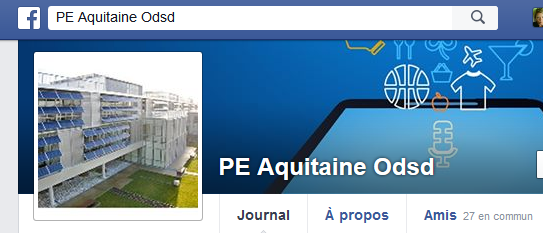 PE Aquitaine Odsd
PE Aquitaine Odsd
Journal À propos Amis 27 en commun